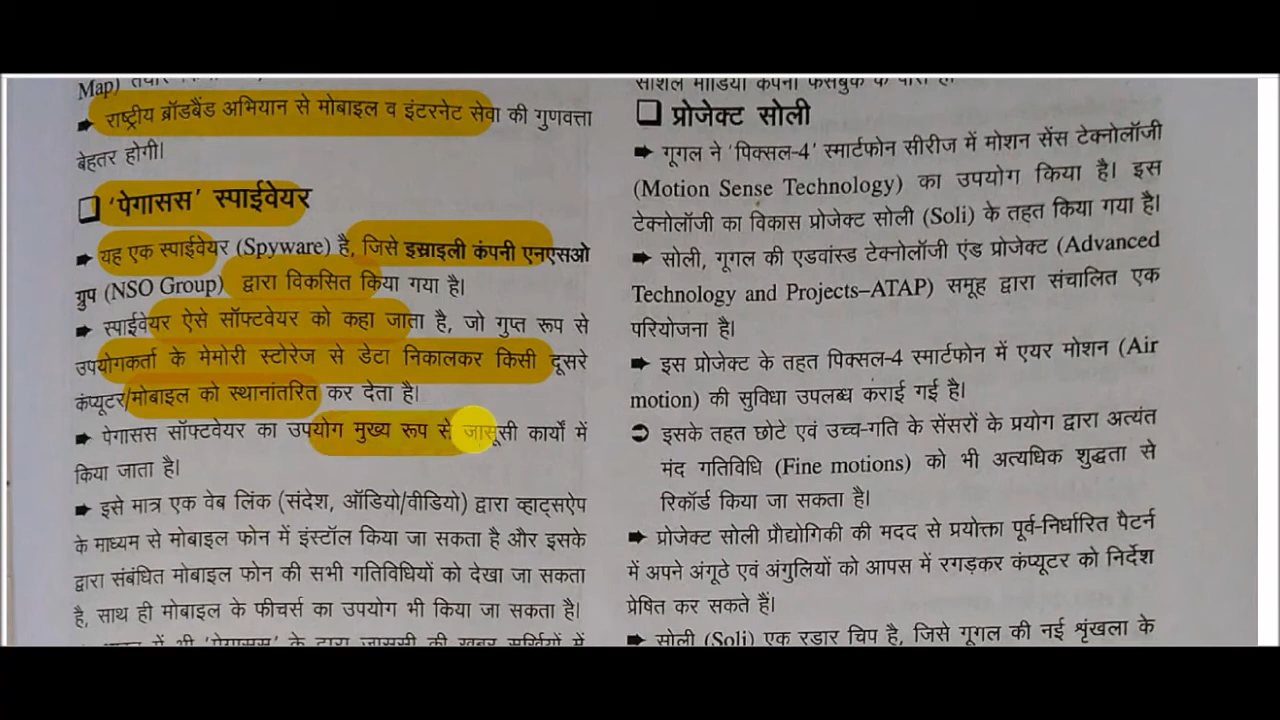 Map)
➨ राष्ट्रीय ब्रॉडबैंड अभियान से मोबाइल व इंटरनेट सेवा की गुणवत्ता
बेहतर होगी।
❑ 'पेगासस' स्पाईवेयर
➨ यह एक स्पाईवेयर (Spyware) है, जिसे इस्राइली कंपनी एनएसओ
ग्रुप (NSO Group) द्वारा विकसित किया गया है।
➨ स्पाईवेयर ऐसे सॉफ्टवेयर को कहा जाता है, जो गुप्त रूप से
उपयोगकर्ता के मेमोरी स्टोरेज से डेटा निकालकर किसी दूसरे
कंप्यूटर/मोबाइल को स्थानांतरित कर देता है।
➨ पेगासस सॉफ्टवेयर का उपयोग मुख्य रूप से जासूसी कार्यों में
किया जाता है।
➨ इसे मात्र एक वेब लिंक (संदेश, ऑडियो/वीडियो) द्वारा व्हाट्सऐप
के माध्यम से मोबाइल फोन में इंस्टॉल किया जा सकता है और इसके
द्वारा संबंधित मोबाइल फोन की सभी गतिविधियों को देखा जा सकता
है, साथ ही मोबाइल के फीचर्स का उपयोग भी किया जा सकता है।
में भी 'पेगासस' के द्वारा जासूसी की खबर सुर्खियों में
सोशल मीडिया कंपनी फेसबुक के
❑ प्रोजेक्ट सोली
➨ गूगल ने 'पिक्सल-4' स्मार्टफोन सीरीज में मोशन सेंस टेक्नोलॉजी
(Motion Sense Technology) का उपयोग किया है। इस
टेक्नोलॉजी का विकास प्रोजेक्ट सोली (Soli) के तहत किया गया है।
➨ सोली, गूगल की एडवांस्ड टेक्नोलॉजी एंड प्रोजेक्ट (Advanced
Technology and Projects–ATAP) समूह द्वारा संचालित एक
परियोजना है।
➨ इस प्रोजेक्ट के तहत पिक्सल-4 स्मार्टफोन में एयर मोशन (Air
motion) की सुविधा उपलब्ध कराई गई है।
➲ इसके तहत छोटे एवं उच्च-गति के सेंसरों के प्रयोग द्वारा अत्यंत
मंद गतिविधि (Fine motions) को भी अत्यधिक शुद्धता से
रिकॉर्ड किया जा सकता है।
➨ प्रोजेक्ट सोली प्रौद्योगिकी की मदद से प्रयोक्ता पूर्व-निर्धारित पैटर्न
में अपने अंगूठे एवं अंगुलियों को आपस में रगड़कर कंप्यूटर को निर्देश
प्रेषित कर सकते हैं।
➨ सोली (Soli) एक रडार चिप है, जिसे गूगल की नई शृंखला के